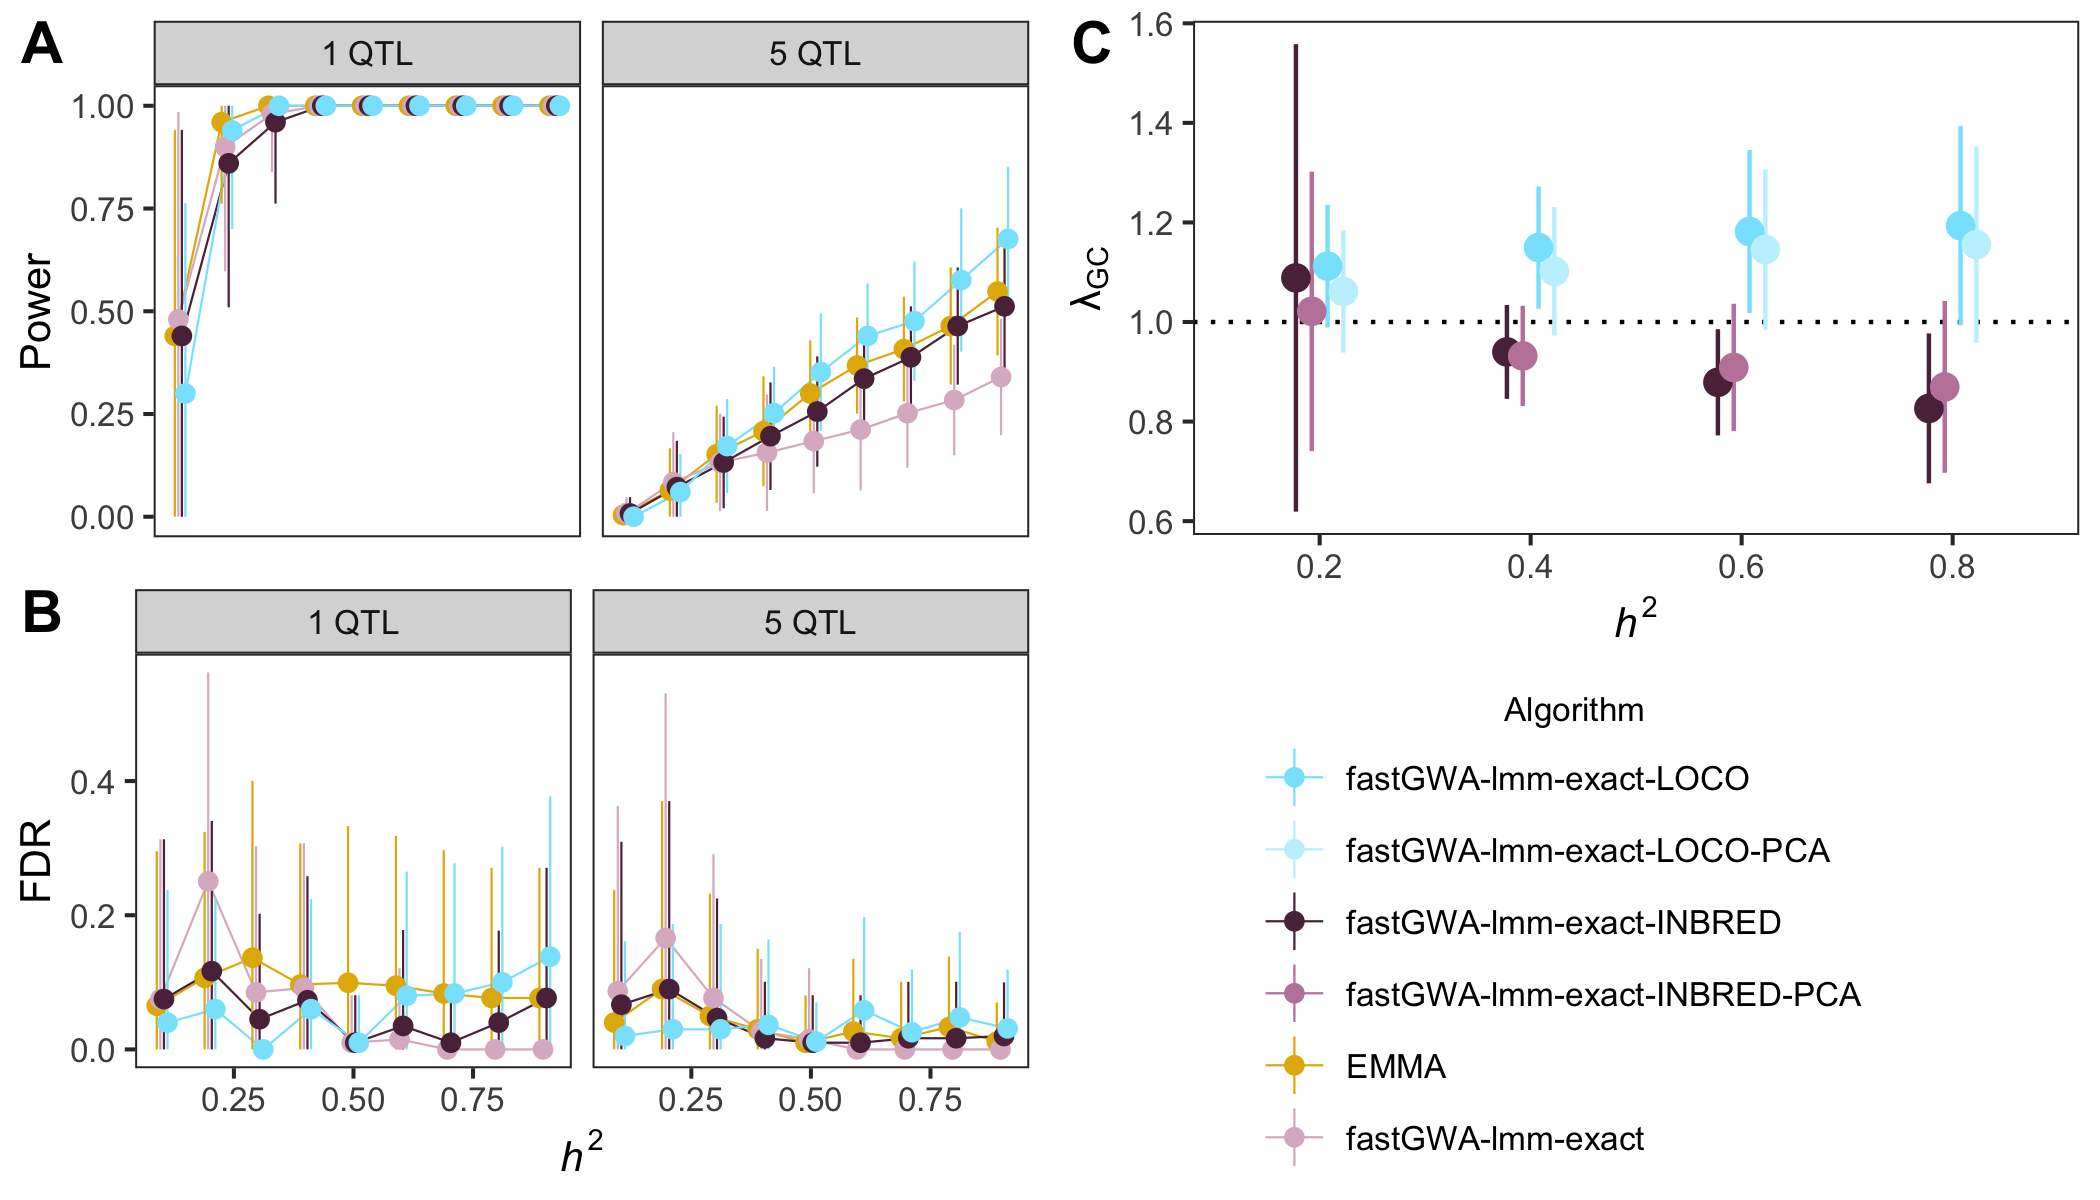 A
1 QTL
5 QTL
Power
1.00
0.75
0.50
0.25
0.00
B
1 QTL
5 QTL
FDR
0.4
0.2
0.0
0.25
0.50
0.75
0.25
0.50
0.75
h²
C
λGC
1.6
1.4
1.2
1.0
0.8
0.6
0.2
0.4
0.6
0.8
h²
Algorithm
fastGWA-lmm-exact-LOCO
fastGWA-lmm-exact-LOCO-PCA
fastGWA-lmm-exact-INBRED
fastGWA-lmm-exact-INBRED-PCA
EMMA
fastGWA-lmm-exact